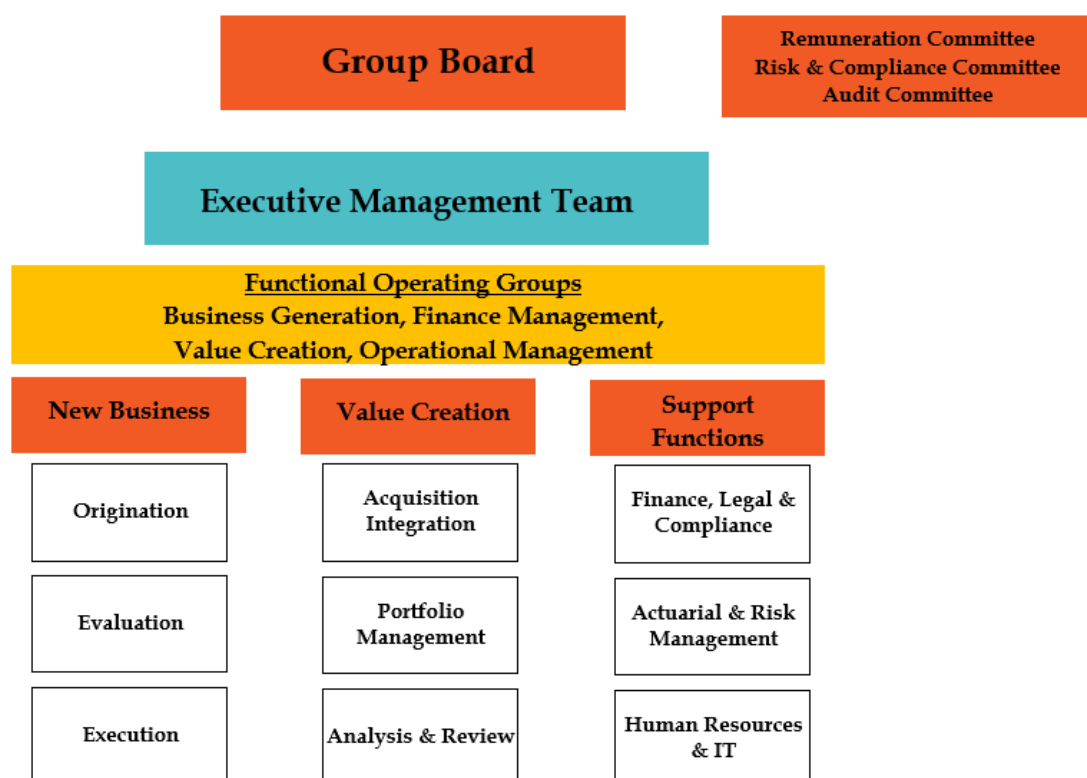 Group Board
Remuneration Committee
Risk & Compliance Committee
Audit Committee
Executive Management Team
Functional Operating Groups
Business Generation, Finance Management,
Value Creation, Operational Management
New Business
Value Creation
Support
Functions
Origination
Acquisition
Integration
Finance, Legal &
Compliance
Evaluation
Portfolio
Management
Actuarial & Risk
Management
Execution
Analysis & Review
Human Resources
& IT